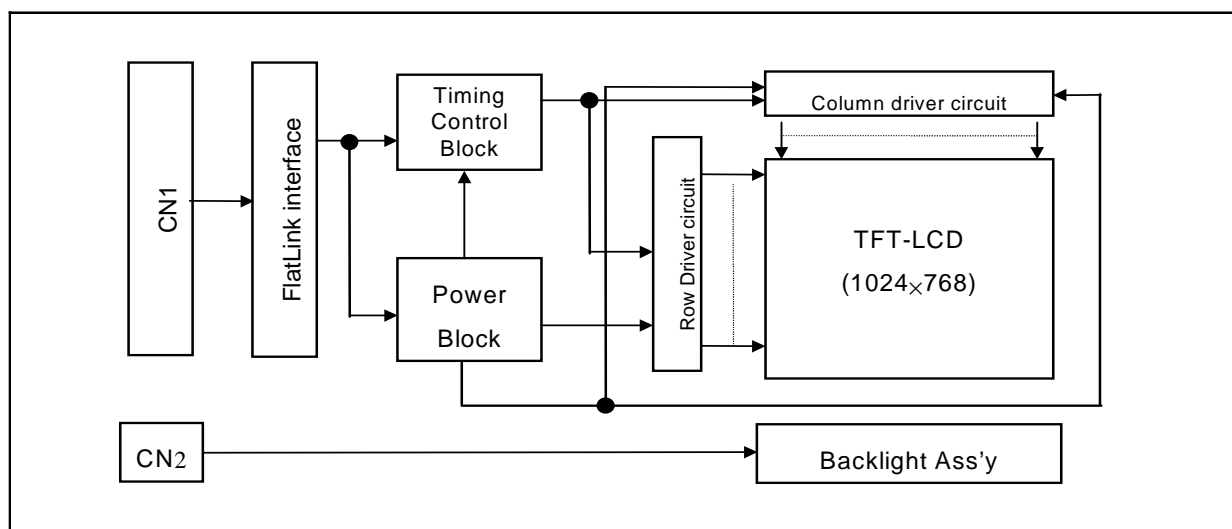 CN1
FlatLink interface
Timing
Control
Block
Power
Block
Row Driver circuit
Column driver circuit
TFT-LCD
(1024×768)
CN2
Backlight Ass'y